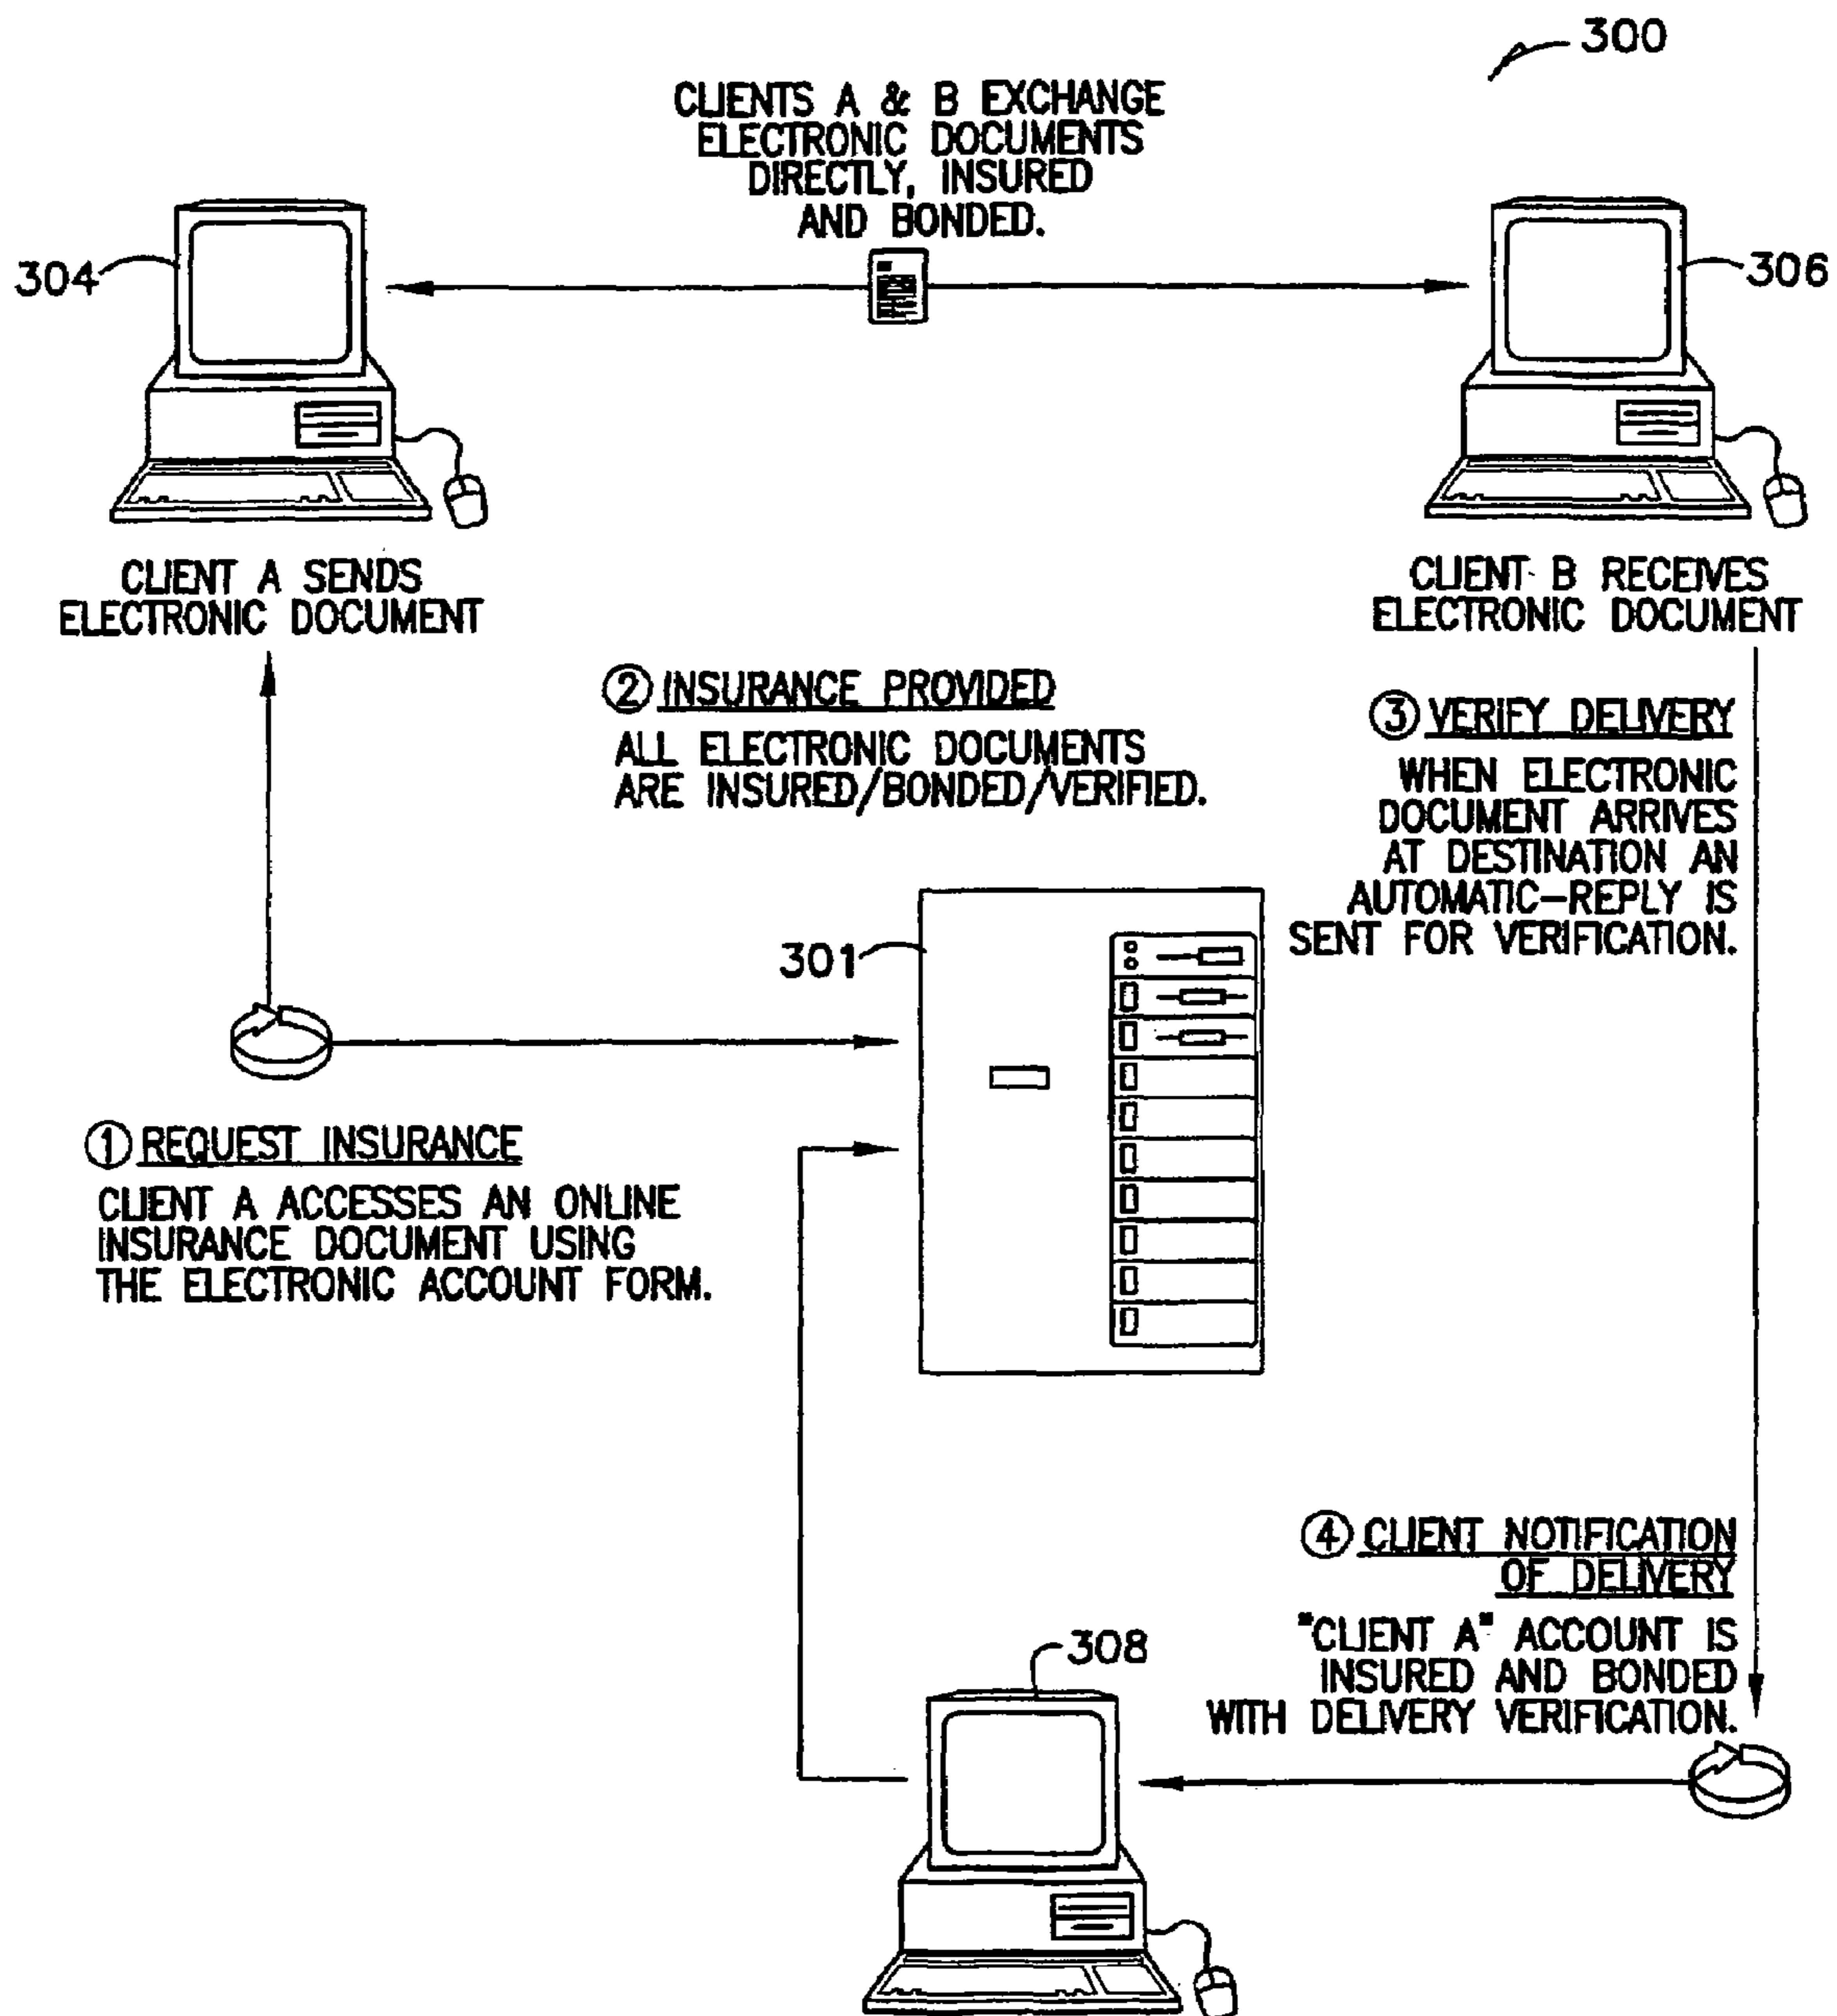 300
CLIENTS A & B EXCHANGE
ELECTRONIC DOCUMENTS
DIRECTLY, INSURED
AND BONDED.
304
306
CLIENT A SENDS
ELECTRONIC DOCUMENT
CLIENT B RECEIVES
ELECTRONIC DOCUMENT
② INSURANCE PROVIDED
ALL ELECTRONIC DOCUMENTS
ARE INSURED/BONDED/VERIFIED.
③ VERIFY DELIVERY
WHEN ELECTRONIC
DOCUMENT ARRIVES
AT DESTINATION AN
AUTOMATIC-REPLY IS
SENT FOR VERIFICATION.
301
① REQUEST INSURANCE
CLIENT A ACCESSES AN ONLINE
INSURANCE DOCUMENT USING
THE ELECTRONIC ACCOUNT FORM.
④ CLIENT NOTIFICATION
OF DELIVERY
"CLIENT A" ACCOUNT IS
INSURED AND BONDED
WITH DELIVERY VERIFICATION.
308